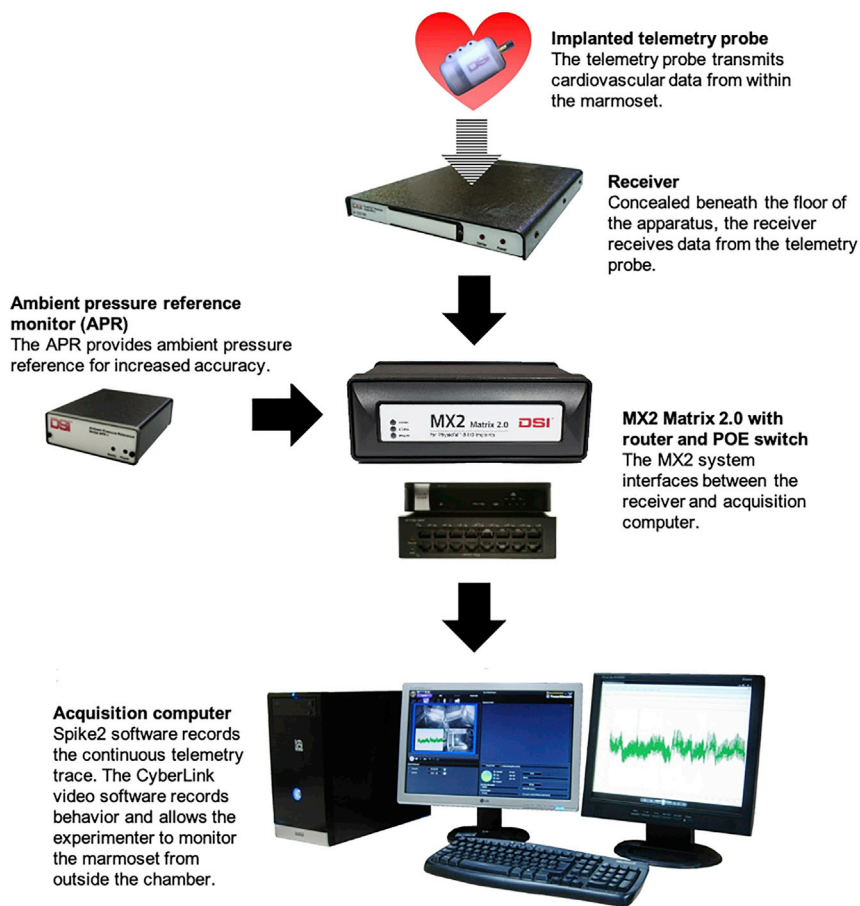 Implanted telemetry probe
The telemetry probe transmits
cardiovascular data from within
the marmoset.
DSI
Receiver
Concealed beneath the floor of
the apparatus, the receiver
receives data from the telemetry
probe.
DSI
Ambient pressure reference
monitor (APR)
The APR provides ambient pressure
reference for increased accuracy.
DSI
Ambient Pressure Reference
MX2 Matrix 2.0 DSI
MX2 Matrix 2.0 with
router and POE switch
The MX2 system
interfaces between the
receiver and acquisition
computer.
Acquisition computer
Spike2 software records
the continuous telemetry
trace. The CyberLink
video software records
behavior and allows the
experimenter to monitor
the marmoset from
outside the chamber.